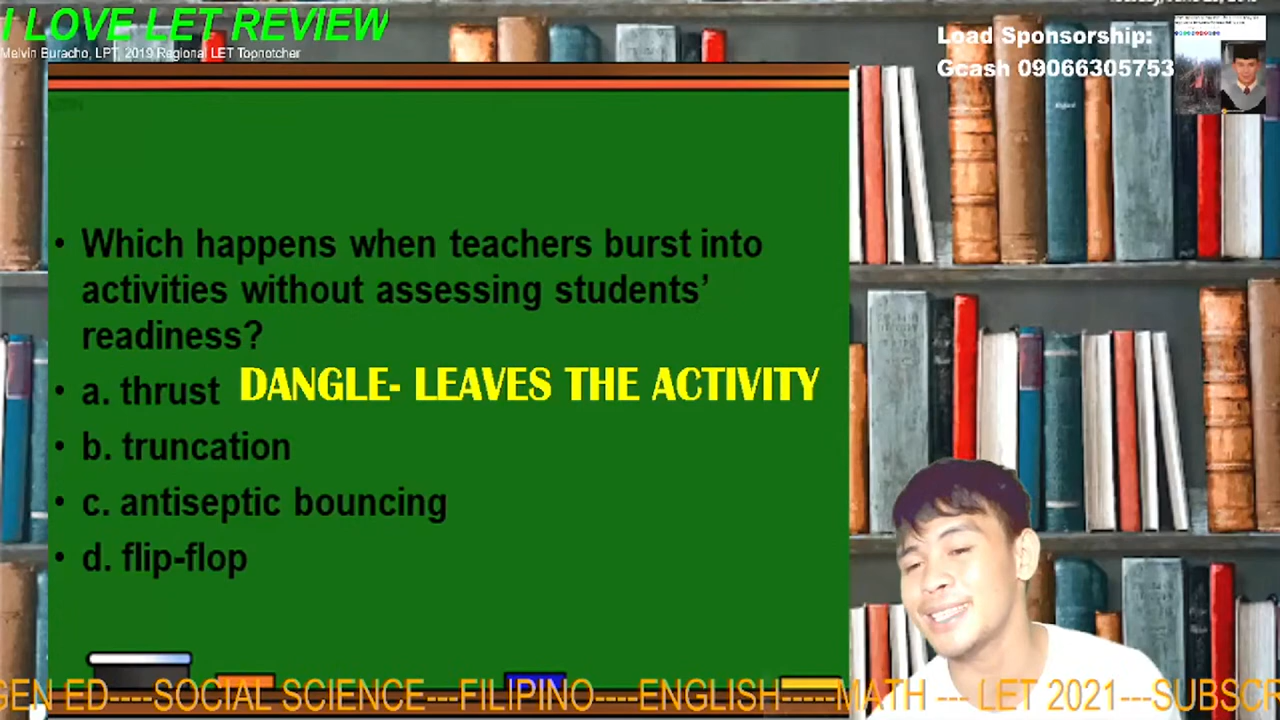 I LOVE LET REVIEW
Melvin Buracho, LPT, 2019 Regional LET Topnotcher
Load Sponsorship:
Gcash 09066305753
• Which happens when teachers burst into
activities without assessing students’
readiness?
• a. thrust
DANGLE- LEAVES THE ACTIVITY
• b. truncation
• c. antiseptic bouncing
• d. flip-flop
GEN ED----SOCIAL SCIENCE---FILIPINO----ENGLISH-----MATH --- LET 2021---SUBSCR